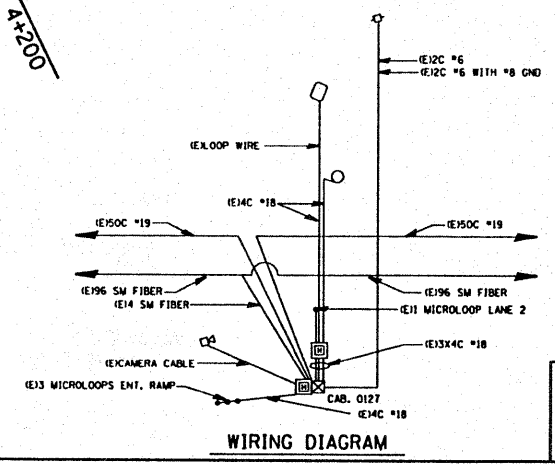 4+200
(E)2C #6
(E)2C #6 WITH #8 GND
(E)LOOP WIRE
(E)4C #18
(E)50C #19
(E)50C #19
(E)96 SM FIBER
(E)96 SM FIBER
(E)4 SM FIBER
(E)1 MICROLOOP LANE 2
H
(E)3X4C #18
(E)CAMERA CABLE
(E)3 MICROLOOPS ENT. RAMP
H
CAB. 0127
(E)4C #18
WIRING DIAGRAM